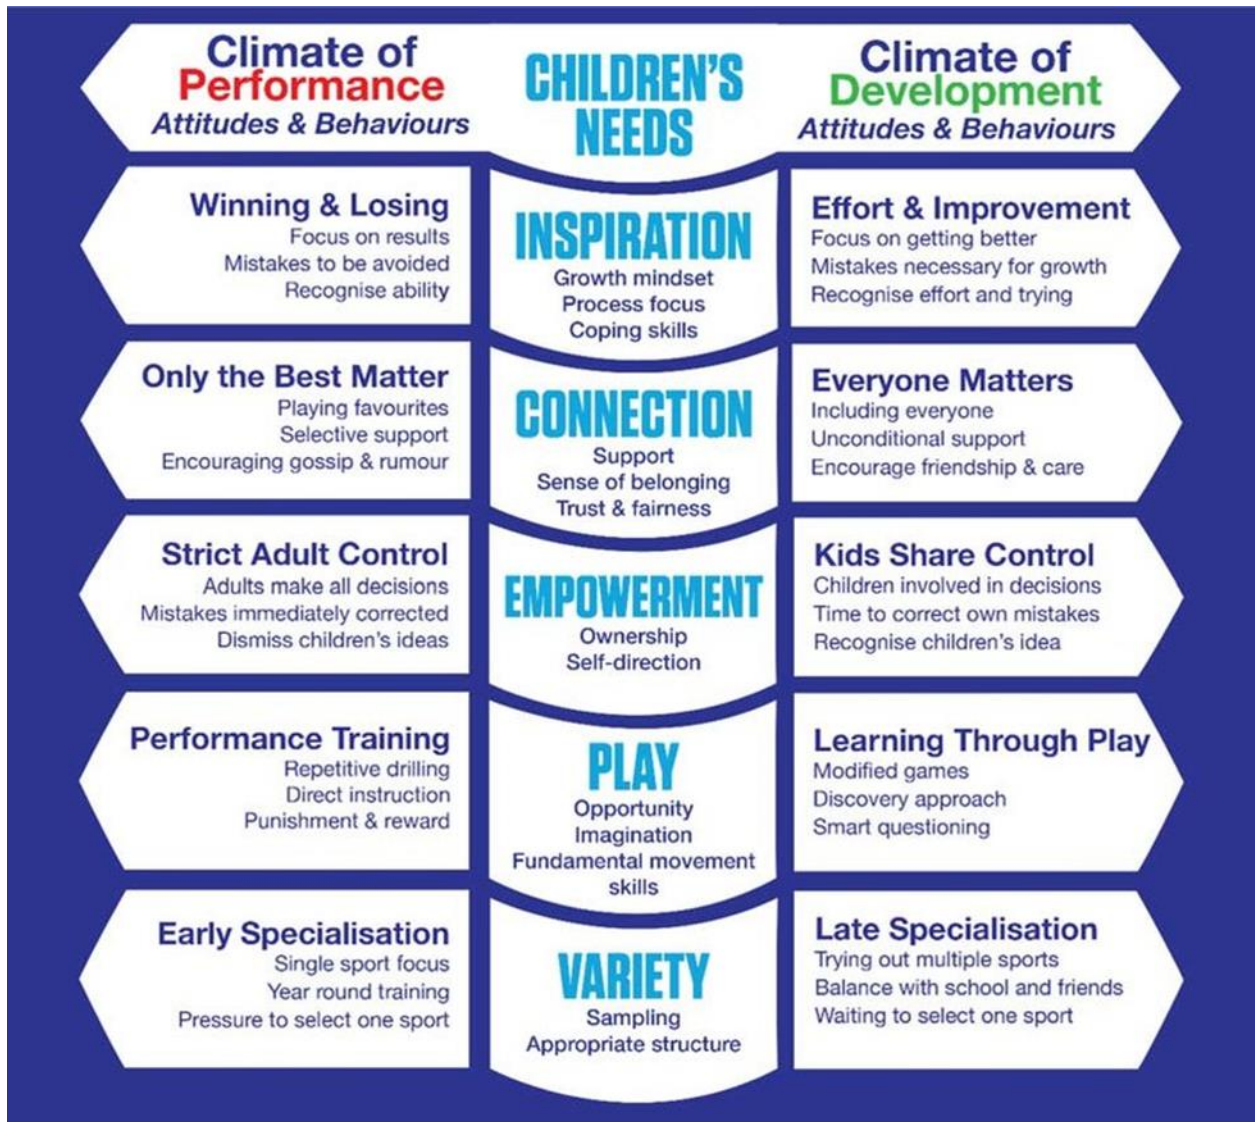 Climate of
Performance
Attitudes & Behaviours
CHILDREN'S
NEEDS
Climate of
Development
Attitudes & Behaviours
Winning & Losing
Focus on results
Mistakes to be avoided
Recognise ability
INSPIRATION
Growth mindset
Process focus
Coping skills
Effort & Improvement
Focus on getting better
Mistakes necessary for growth
Recognise effort and trying
Only the Best Matter
Playing favourites
Selective support
Encouraging gossip & rumour
CONNECTION
Support
Sense of belonging
Trust & fairness
Everyone Matters
Including everyone
Unconditional support
Encourage friendship & care
Strict Adult Control
Adults make all decisions
Mistakes immediately corrected
Dismiss children's ideas
EMPOWERMENT
Ownership
Self-direction
Kids Share Control
Children involved in decisions
Time to correct own mistakes
Recognise children's idea
Performance Training
Repetitive drilling
Direct instruction
Punishment & reward
PLAY
Opportunity
Imagination
Fundamental movement
skills
Learning Through Play
Modified games
Discovery approach
Smart questioning
Early Specialisation
Single sport focus
Year round training
Pressure to select one sport
VARIETY
Sampling
Appropriate structure
Late Specialisation
Trying out multiple sports
Balance with school and friends
Waiting to select one sport